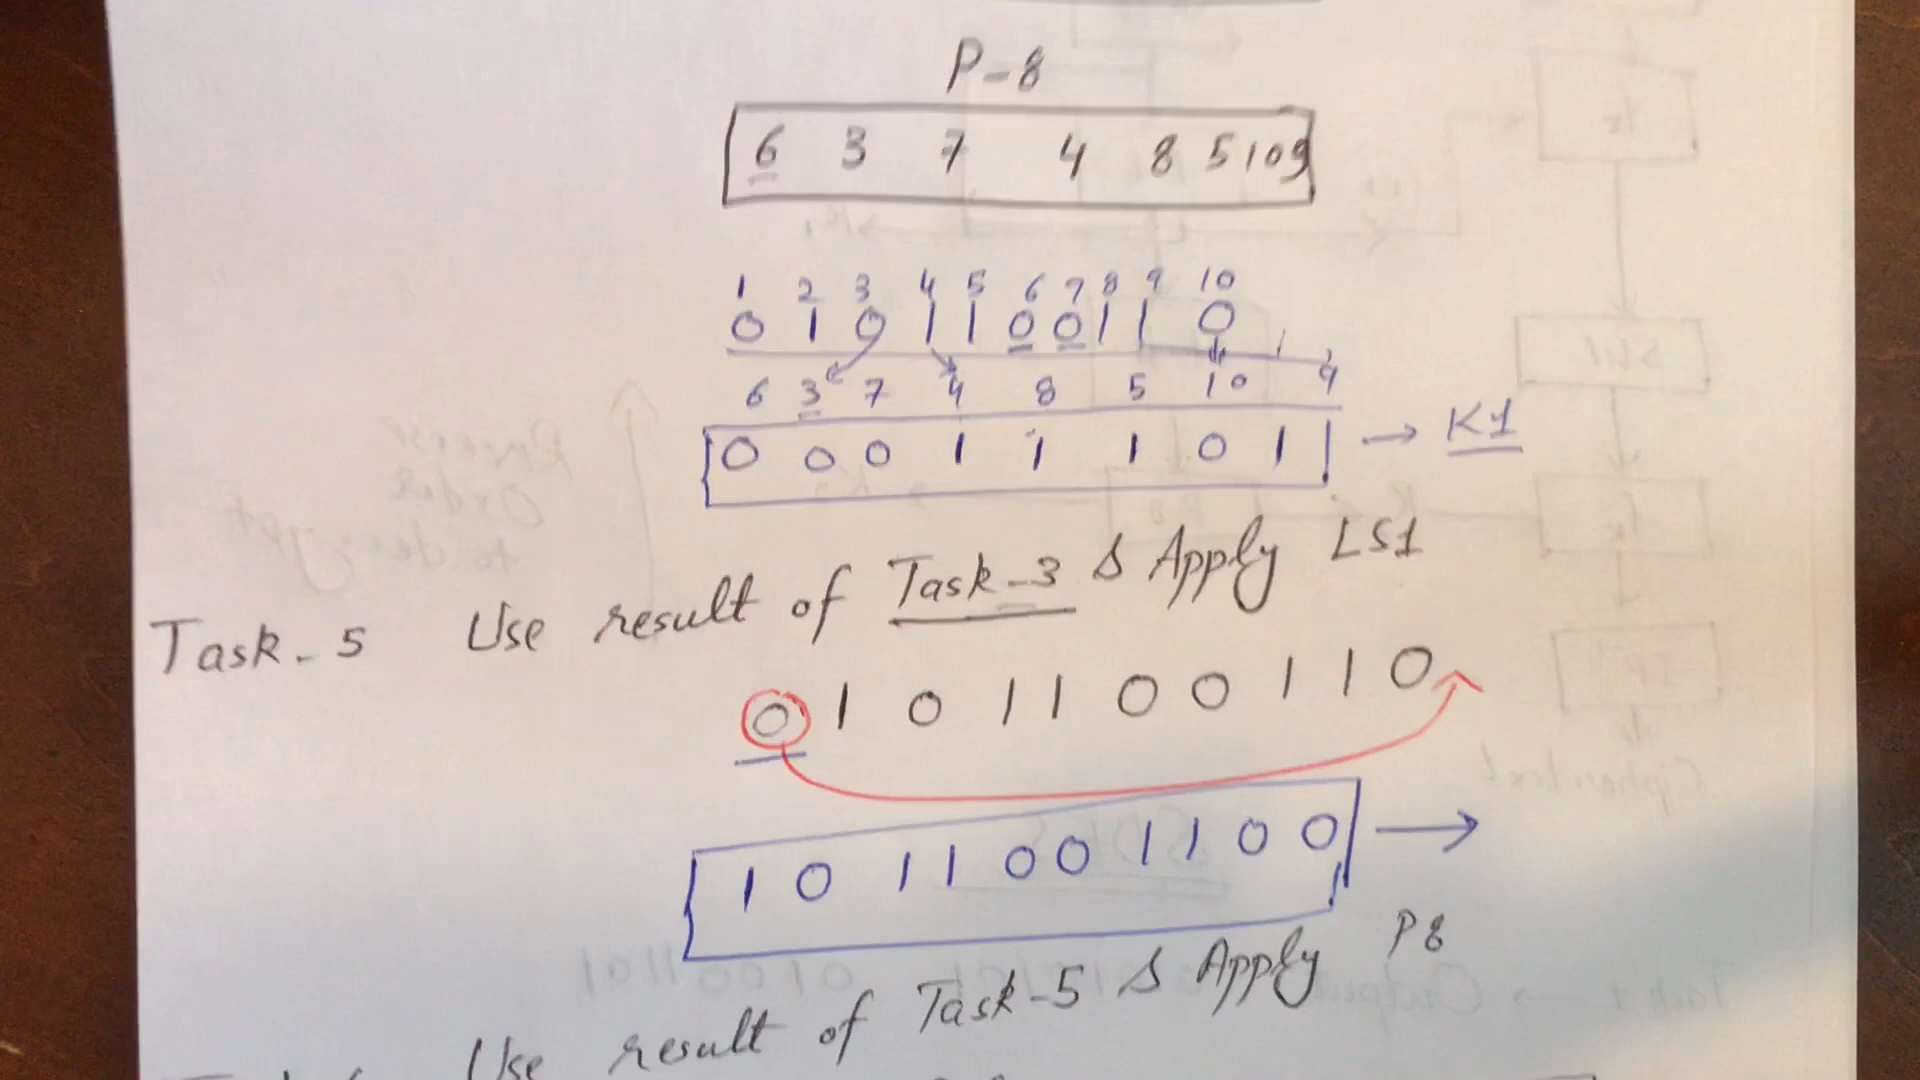 P-8
6 3 7 4 8 5 10 9
1 2 3 4 5 6 7 8 9 10
0 1 0 1 1 0 0 1 1 0
6 3 7 4 8 5 10 9
0 0 0 1 1 1 0 1 → K1
Task-5 Use result of Task-3 & Apply LS1
0 1 0 1 1 0 0 1 1 0
1 0 1 1 0 0 1 1 0 0 →
Use result of Task-5 & Apply P8